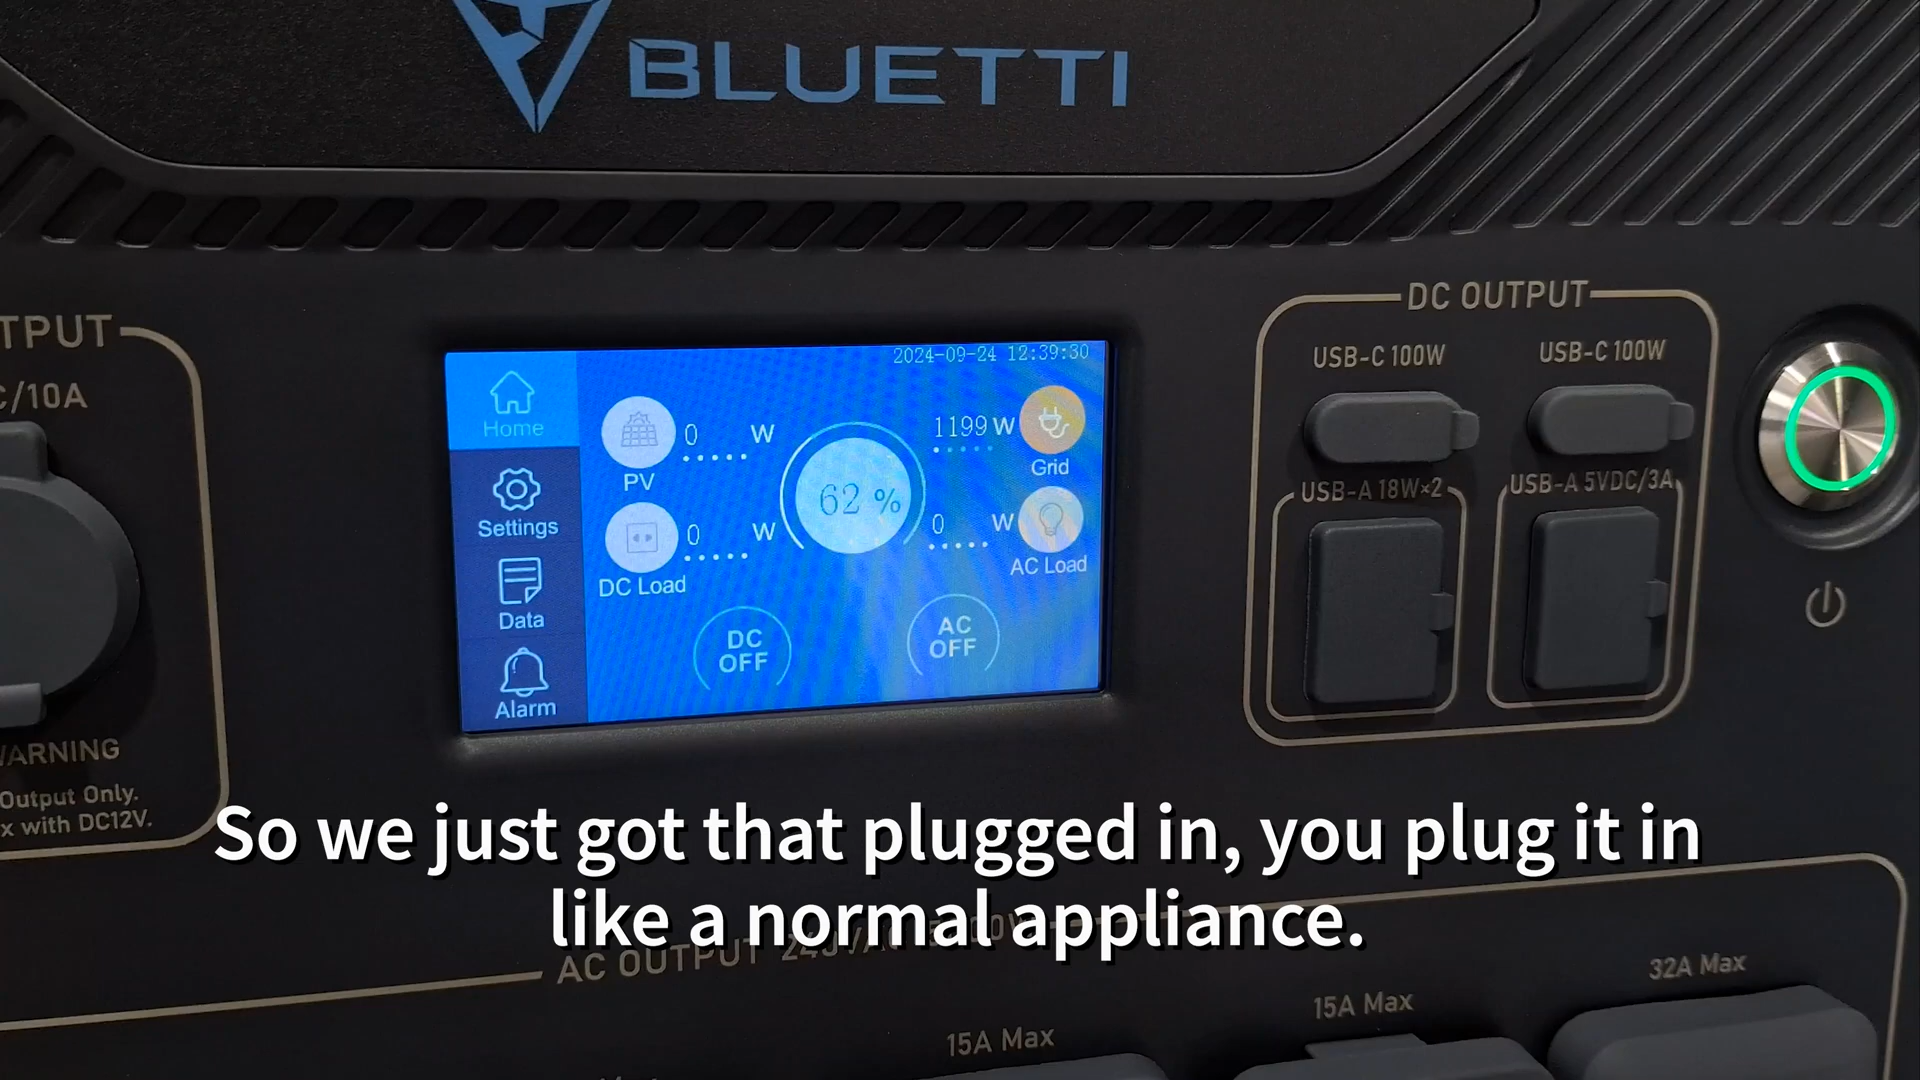 BLUETTI
TPUT
C/10A
WARNING
Output Only.
x with DC12V.
2024-09-24 12:39:30
Home
Settings
Data
Alarm
0 W
PV
0 W
DC Load
62 %
1199 W
Grid
0 W
AC Load
DC
OFF
AC
OFF
DC OUTPUT
USB-C 100W
USB-C 100W
USB-A 18W×2
USB-A 5VDC/3A
So we just got that plugged in, you plug it in
like a normal appliance.
AC OUTPUT
15A Max
15A Max
32A Max